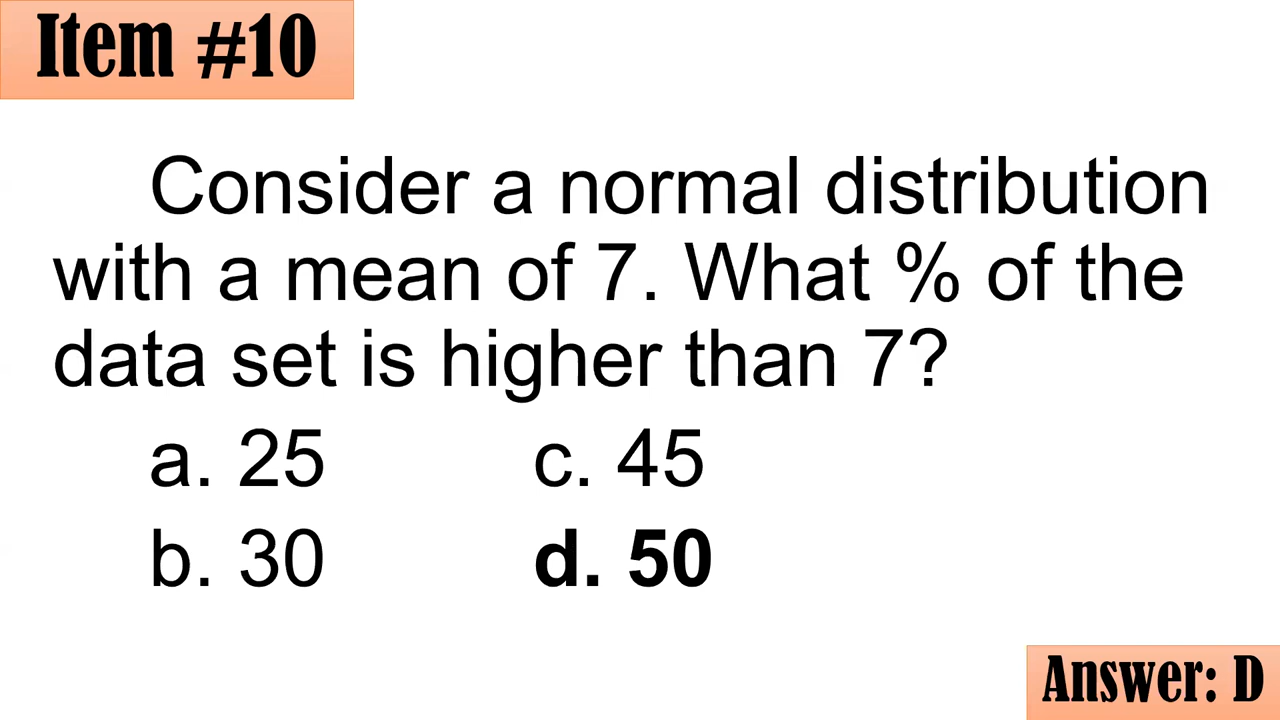 Item #10
Consider a normal distribution
with a mean of 7. What % of the
data set is higher than 7?
a. 25 c. 45
b. 30 d. 50
Answer: D